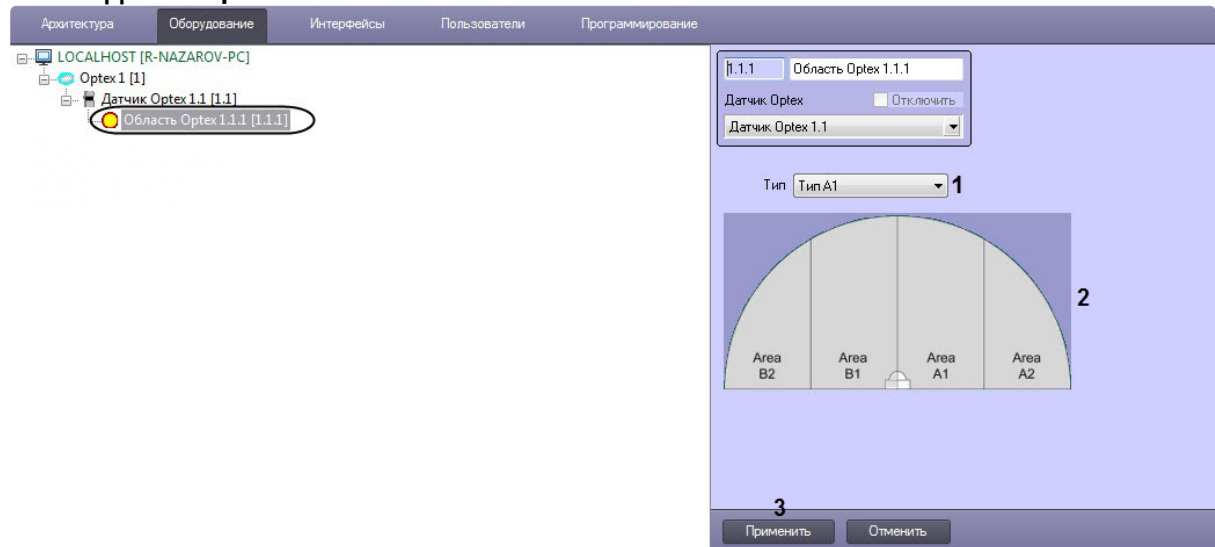 Архитектура Оборудование Интерфейсы Пользователи Программирование
LOCALHOST [R-NAZAROV-PC]
Optex 1 [1]
Датчик Optex 1.1 [1.1]
Область Optex 1.1.1 [1.1.1]
1.1.1 Область Optex 1.1.1
Датчик Optex Отключить
Датчик Optex 1.1
Тип Тип A1 1
2
Area Area Area Area
B2 B1 A1 A2
3
Применить Отменить